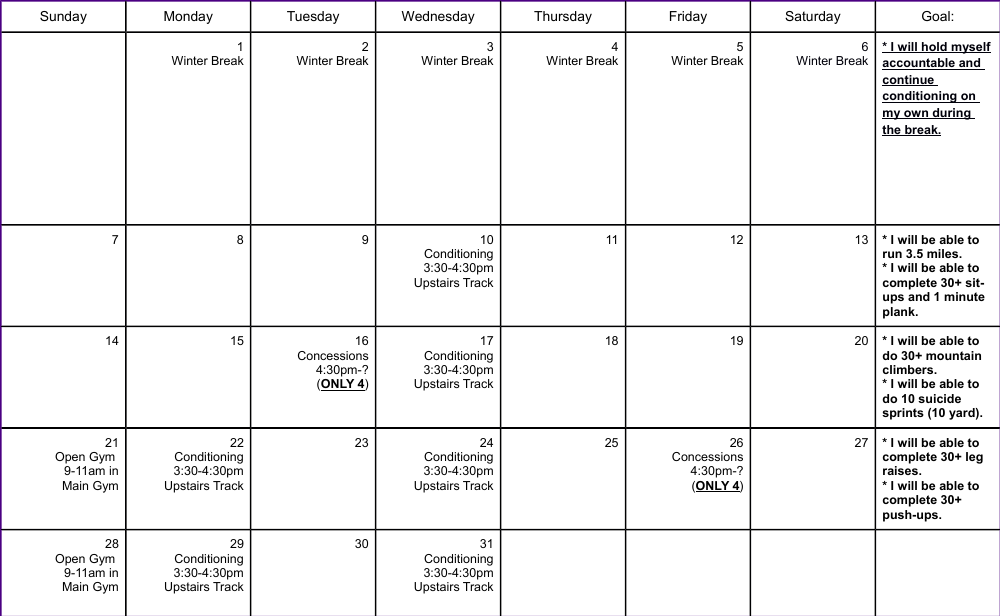 Sunday
Monday
Tuesday
Wednesday
Thursday
Friday
Saturday
Goal:
1
Winter Break
2
Winter Break
3
Winter Break
4
Winter Break
5
Winter Break
6
Winter Break
* I will hold myself
accountable and
continue
conditioning on
my own during
the break.
7
8
9
10
Conditioning
3:30-4:30pm
Upstairs Track
11
12
13
* I will be able to
run 3.5 miles.
* I will be able to
complete 30+ sit-
ups and 1 minute
plank.
14
15
16
Concessions
4:30pm-?
(ONLY 4)
17
Conditioning
3:30-4:30pm
Upstairs Track
18
19
20
* I will be able to
do 30+ mountain
climbers.
* I will be able to
do 10 suicide
sprints (10 yard).
21
Open Gym
9-11am in
Main Gym
22
Conditioning
3:30-4:30pm
Upstairs Track
23
24
Conditioning
3:30-4:30pm
Upstairs Track
25
26
Concessions
4:30pm-?
(ONLY 4)
27
* I will be able to
complete 30+ leg
raises.
* I will be able to
complete 30+
push-ups.
28
Open Gym
9-11am in
Main Gym
29
Conditioning
3:30-4:30pm
Upstairs Track
30
31
Conditioning
3:30-4:30pm
Upstairs Track